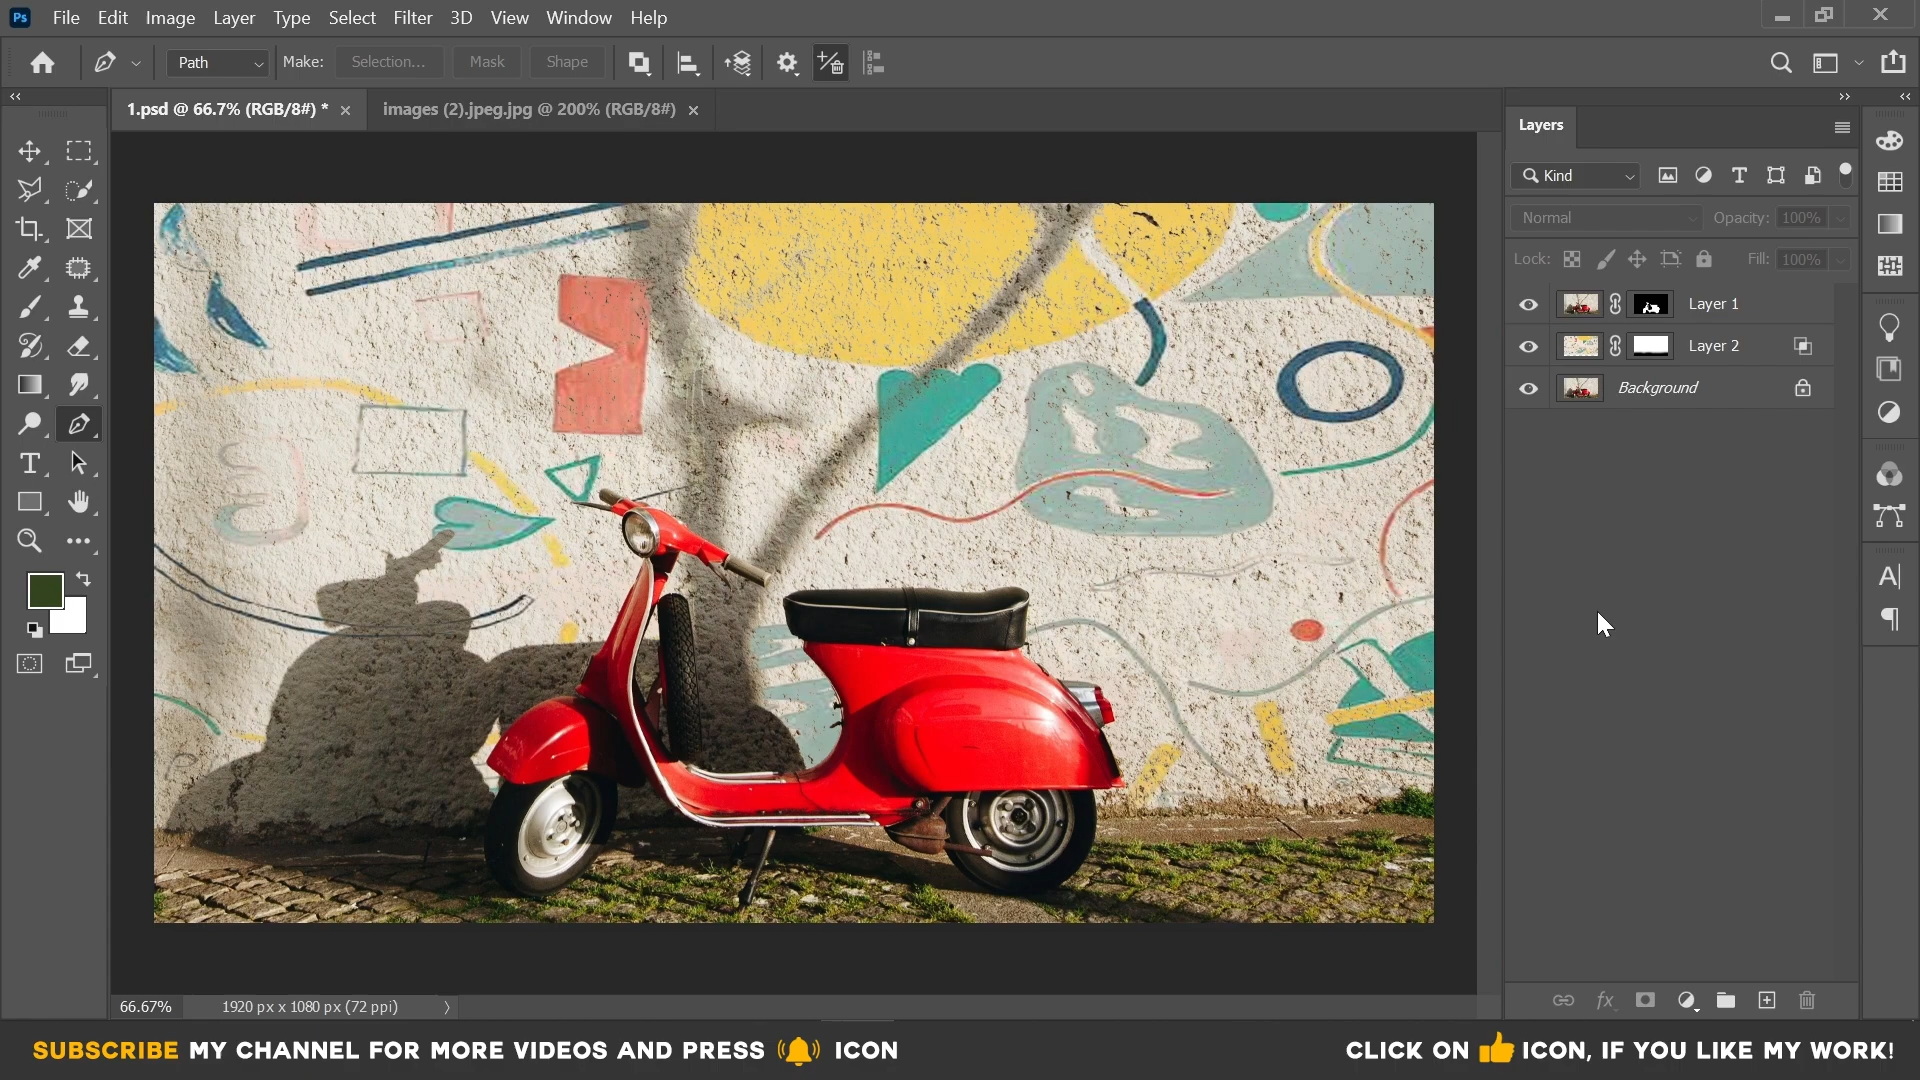 Ps File Edit Image Layer Type Select Filter 3D View Window Help
Path Make: Selection... Mask Shape
1.psd @ 66.7% (RGB/8#) * × images (2).jpeg.jpg @ 200% (RGB/8#) ×
Layers
Kind
Normal Opacity: 100%
Lock: Fill: 100%
Layer 1
Layer 2
Background
66.67% 1920 px x 1080 px (72 ppi)
fx
SUBSCRIBE MY CHANNEL FOR MORE VIDEOS AND PRESS ICON
CLICK ON ICON, IF YOU LIKE MY WORK!